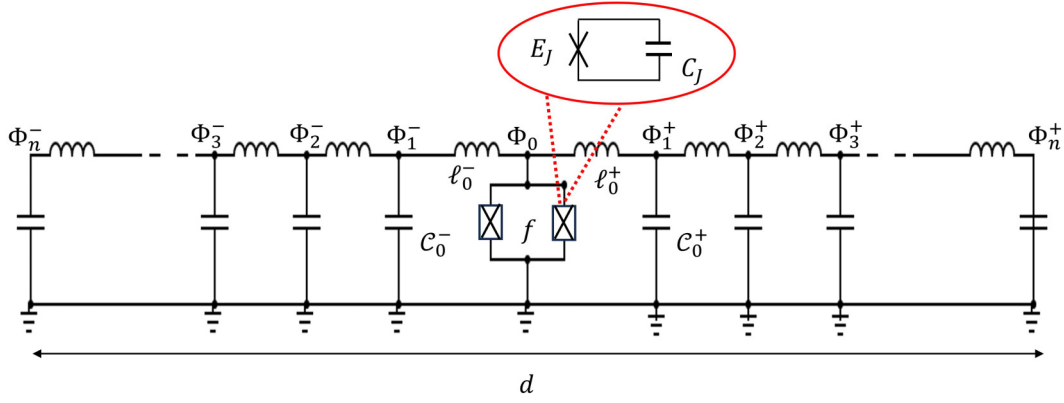 E_J
C_J
Φ_n^- Φ_3^- Φ_2^- Φ_1^- Φ_0 Φ_1^+ Φ_2^+ Φ_3^+ Φ_n^+
ℓ_0^- ℓ_0^+
𝒞_0^- f 𝒞_0^+
d